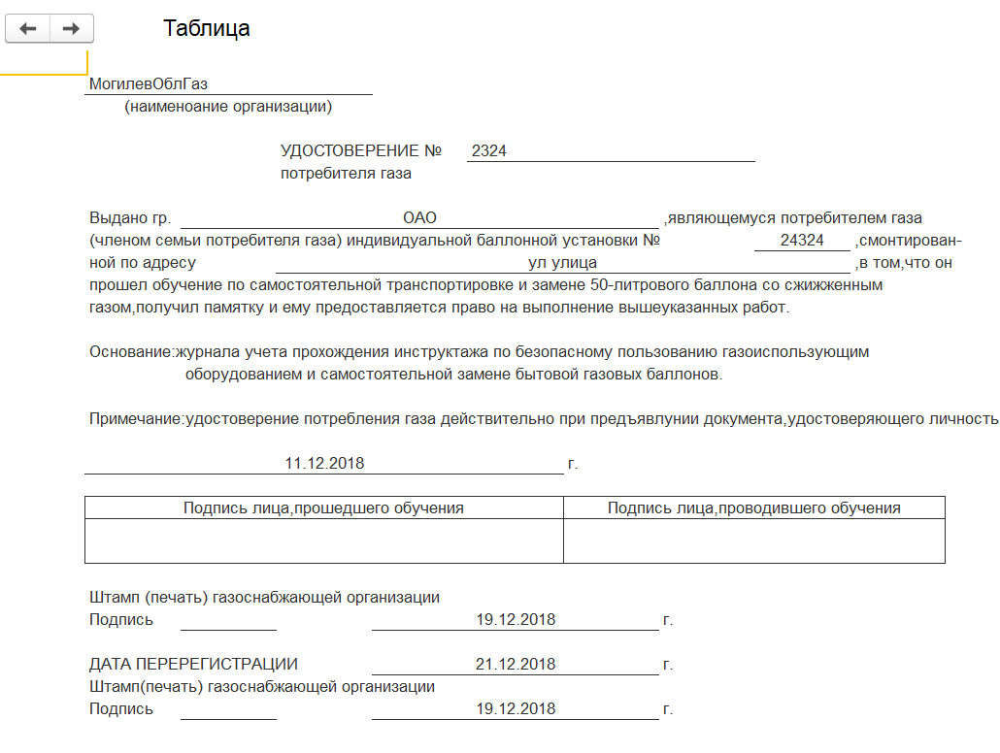 Таблица
МогилевОблГаз
(наименоание организации)
УДОСТОВЕРЕНИЕ № 2324
потребителя газа
Выдано гр. ОАО ,являющемуся потребителем газа
(членом семьи потребителя газа) индивидуальной баллонной установки № 24324 ,смонтирован-
ной по адресу ул улица ,в том,что он
прошел обучение по самостоятельной транспортировке и замене 50-литрового баллона со сжиженным
газом,получил памятку и ему предоставляется право на выполнение вышеуказанных работ.
Основание:журнала учета прохождения инструктажа по безопасному пользованию газоиспользующим
оборудованием и самостоятельной замене бытовой газовых баллонов.
Примечание:удостоверение потребления газа действительно при предъявлунии документа,удостоверяющего личность
11.12.2018 г.
Подпись лица,прошедшего обучения Подпись лица,проводившего обучения
Штамп (печать) газоснабжающей организации
Подпись 19.12.2018 г.
ДАТА ПЕРЕРЕГИСТРАЦИИ 21.12.2018 г.
Штамп(печать) газоснабжающей организации
Подпись 19.12.2018 г.